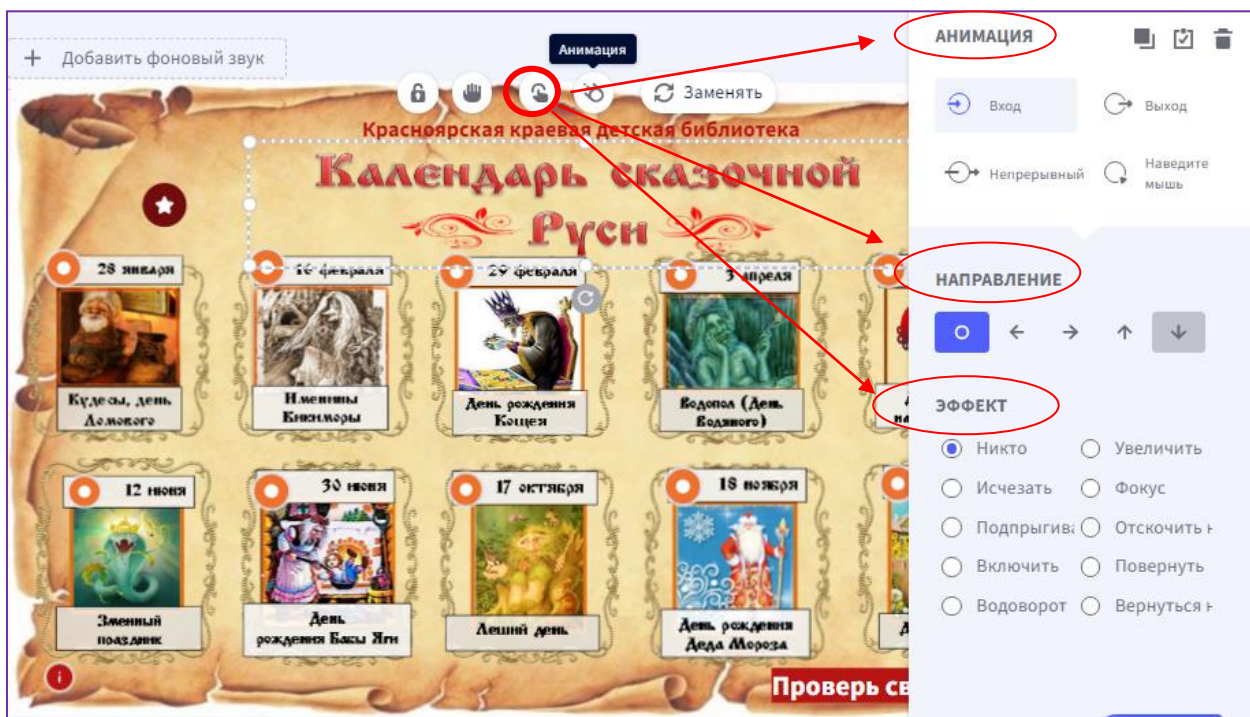 + Добавить фоновый звук
Анимация
Заменять
Красноярская краевая детская библиотека
Календарь сказочной
Руси
28 января
16 февраля
29 февраля
3 апреля
Кудесы, день
Домового
Именины
Кикиморы
День рождения
Кощея
Водопол (День
Водяного)
12 июня
30 июня
17 октября
18 ноября
Змеиный
праздник
День
рождения Бабы Яги
Леший день
День рождения
Деда Мороза
i
Проверь св
АНИМАЦИЯ
Вход
Выход
Непрерывный
Наведите
мышь
НАПРАВЛЕНИЕ
ЭФФЕКТ
Никто
Увеличить
Исчезать
Фокус
Подпрыгива
Отскочить н
Включить
Повернуть
Водоворот
Вернуться н